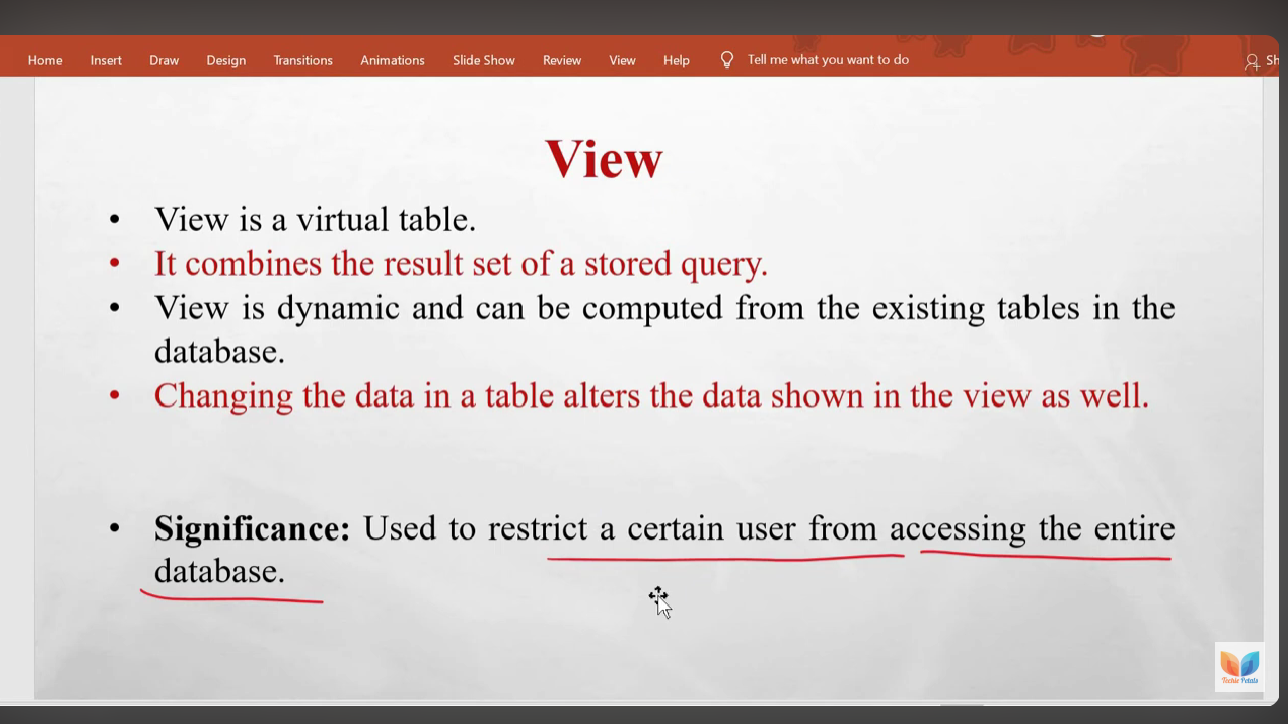 Home Insert Draw Design Transitions Animations Slide Show Review View Help Tell me what you want to do Sh
View
• View is a virtual table.
• It combines the result set of a stored query.
• View is dynamic and can be computed from the existing tables in the
database.
• Changing the data in a table alters the data shown in the view as well.
• Significance: Used to restrict a certain user from accessing the entire
database.
Techie Petals